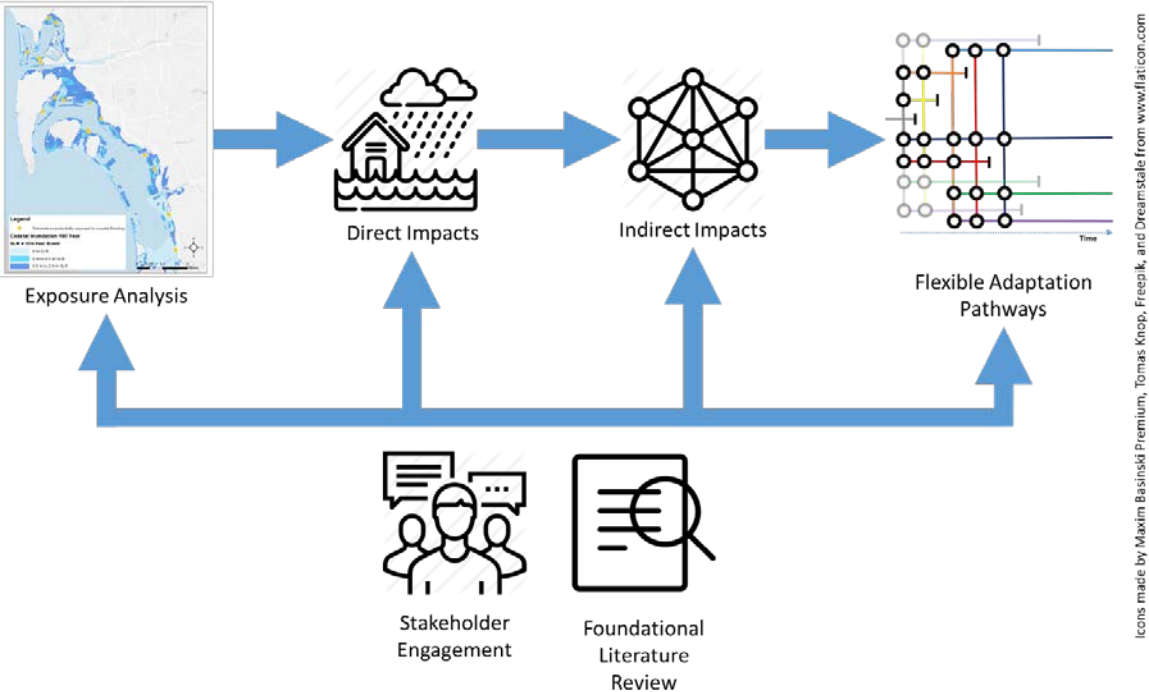 Legend
Exposure Analysis
Direct Impacts
Indirect Impacts
Time
Flexible Adaptation
Pathways
Stakeholder
Engagement
Foundational
Literature
Review
Icons made by Maxim Basinski Premium, Tomas Knop, Freepik, and Dreamstale from www.flaticon.com